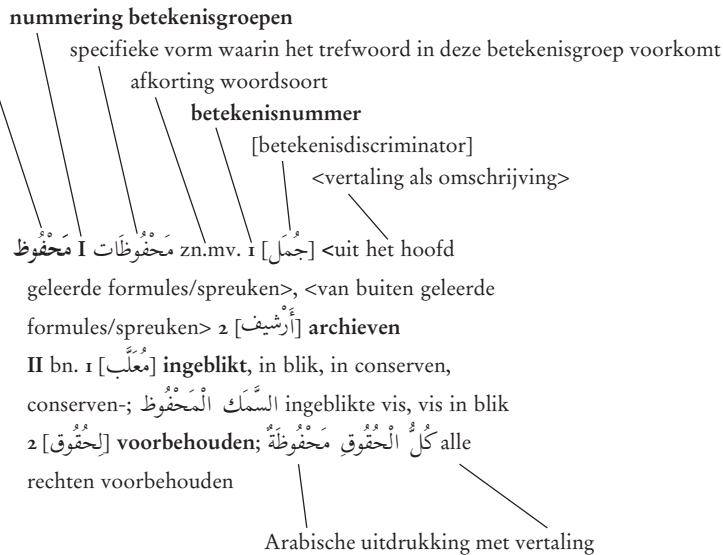 nummering betekenisgroepen
specifieke vorm waarin het trefwoord in deze betekenisgroep voorkomt
afkorting woordsoort
betekenisnummer
[betekenisdiscriminator]
<vertaling als omschrijving>
مَحْفُوظ I مَحْفُوظَات zn.mv. 1 [جُمَل] <uit het hoofd
geleerde formules/spreuken>, <van buiten geleerde
formules/spreuken> 2 [أَرْشيف] archieven
II bn. 1 [مُعَلَّب] ingeblikt, in blik, in conserven,
conserven-; السَّمَك الْمَحْفُوظ ingeblikte vis, vis in blik
2 [لِحُقُوق] voorbehouden; كُلُّ الْحُقُوقِ مَحْفُوظَةٌ alle
rechten voorbehouden
Arabische uitdrukking met vertaling